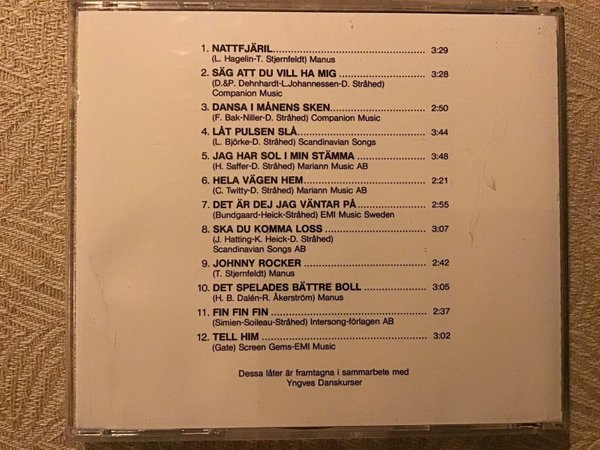 1. NATTFJÄRIL........................................ 3:29
(L. Hagelin-T. Stjernfeldt) Manus
2. SÄG ATT DU VILL HA MIG ........................ 3:28
(D.&P. Dehnhardt-L.Johannessen-D. Stråhed)
Companion Music
3. DANSA I MÅNENS SKEN.......................... 2:50
(F. Bak-Niller-D. Stråhed) Companion Music
4. LÅT PULSEN SLÅ.................................. 3:44
(L. Björke-D. Stråhed) Scandinavian Songs
5. JAG HAR SOL I MIN STÄMMA .................... 3:48
(H. Saffer-D. Stråhed) Mariann Music AB
6. HELA VÄGEN HEM................................ 2:21
(C. Twitty-D. Stråhed) Mariann Music AB
7. DET ÄR DEJ JAG VÄNTAR PÅ .................... 2:55
(Bundgaard-Heick-Stråhed) EMI Music Sweden
8. SKA DU KOMMA LOSS ............................ 3:07
(J. Hatting-K. Heick-D. Stråhed)
Scandinavian Songs AB
9. JOHNNY ROCKER .................................. 2:42
(T. Stjernfeldt) Manus
10. DET SPELADES BÄTTRE BOLL .................... 3:05
(H. B. Dalén-R. Åkerström) Manus
11. FIN FIN FIN ........................................ 2:37
(Simien-Soileau-Stråhed) Intersong-förlagen AB
12. TELL HIM .......................................... 3:02
(Gate) Screen Gems-EMI Music
Dessa låter är framtagna i sammarbete med
Yngves Danskurser